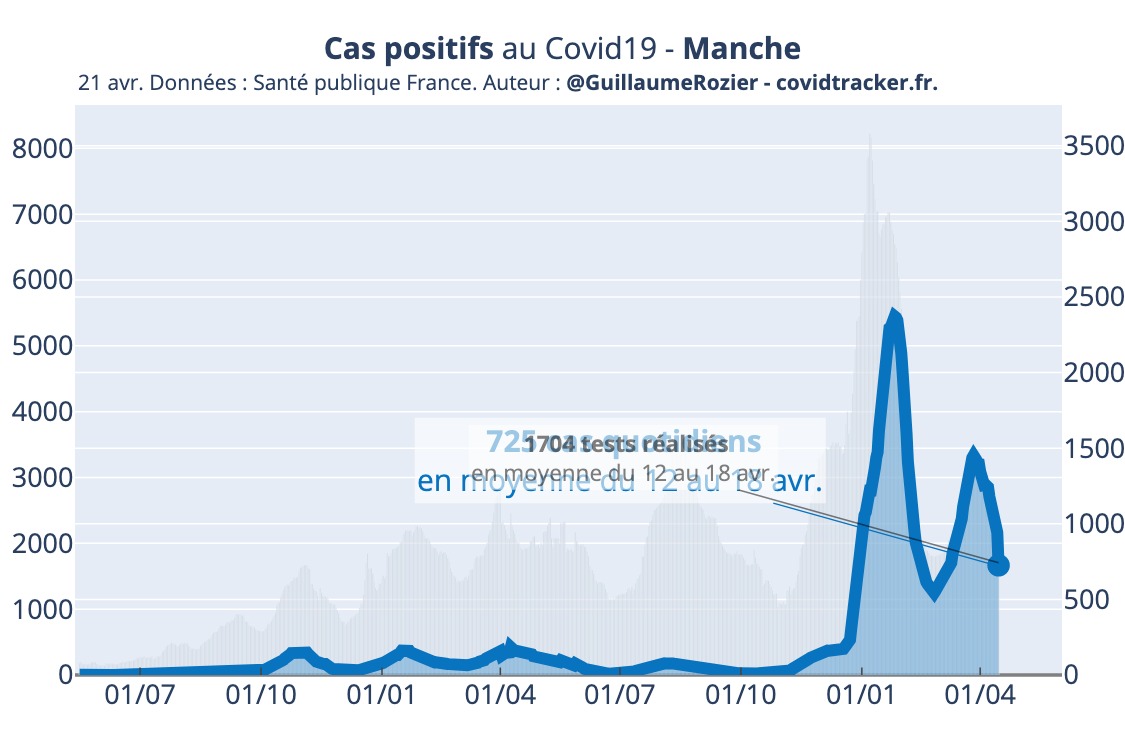 Cas positifs au Covid19 - Manche
21 avr. Données : Santé publique France. Auteur : @GuillaumeRozier - covidtracker.fr.
8000
7000
6000
5000
4000
3000
2000
1000
0
3500
3000
2500
2000
1500
1000
500
0
725 cas quotidiens
en moyenne du 12 au 18 avr.
1704 tests réalisés
en moyenne du 12 au 18 avr.
01/07 01/10 01/01 01/04 01/07 01/10 01/01 01/04